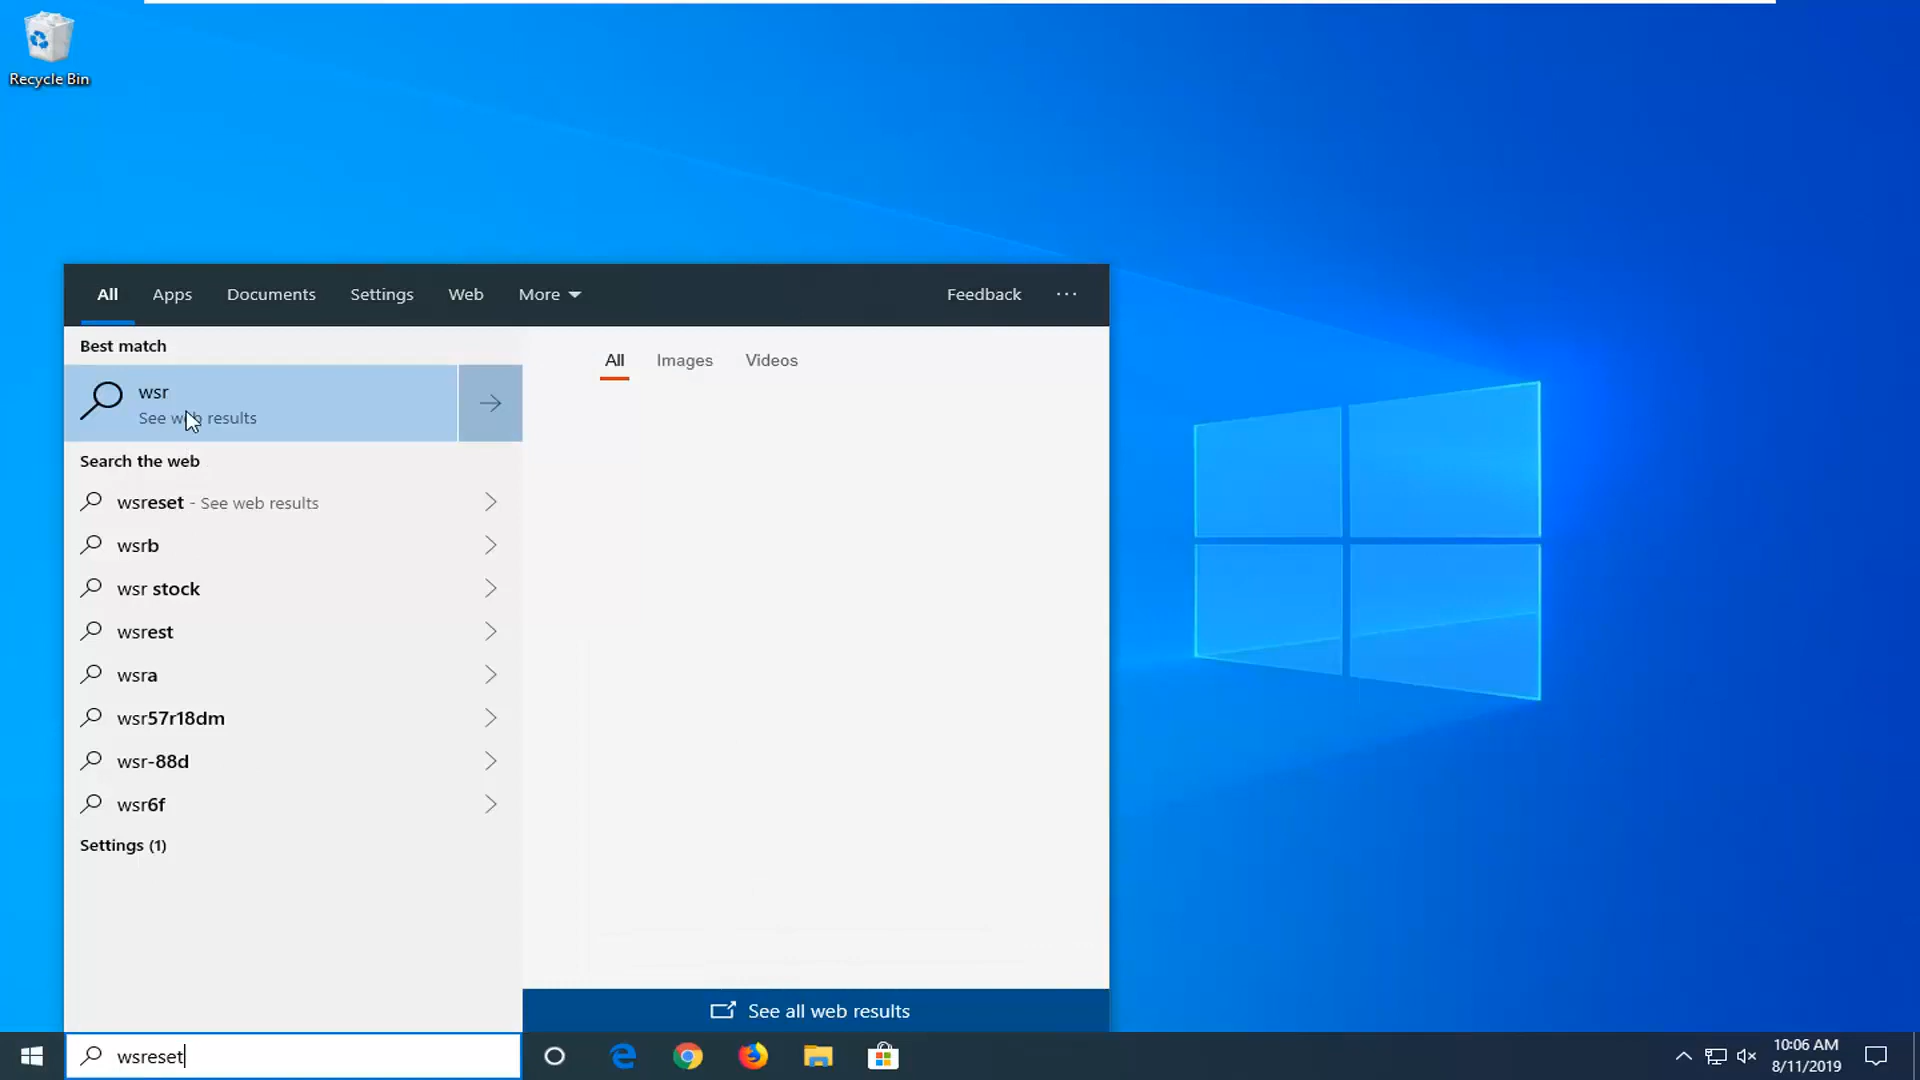 Recycle Bin
All Apps Documents Settings Web More Feedback ...
Best match
wsr
See web results
Search the web
wsreset - See web results
wsrb
wsr stock
wsrest
wsra
wsr57r18dm
wsr-88d
wsr6f
Settings (1)
All Images Videos
See all web results
wsreset
10:06 AM
8/11/2019